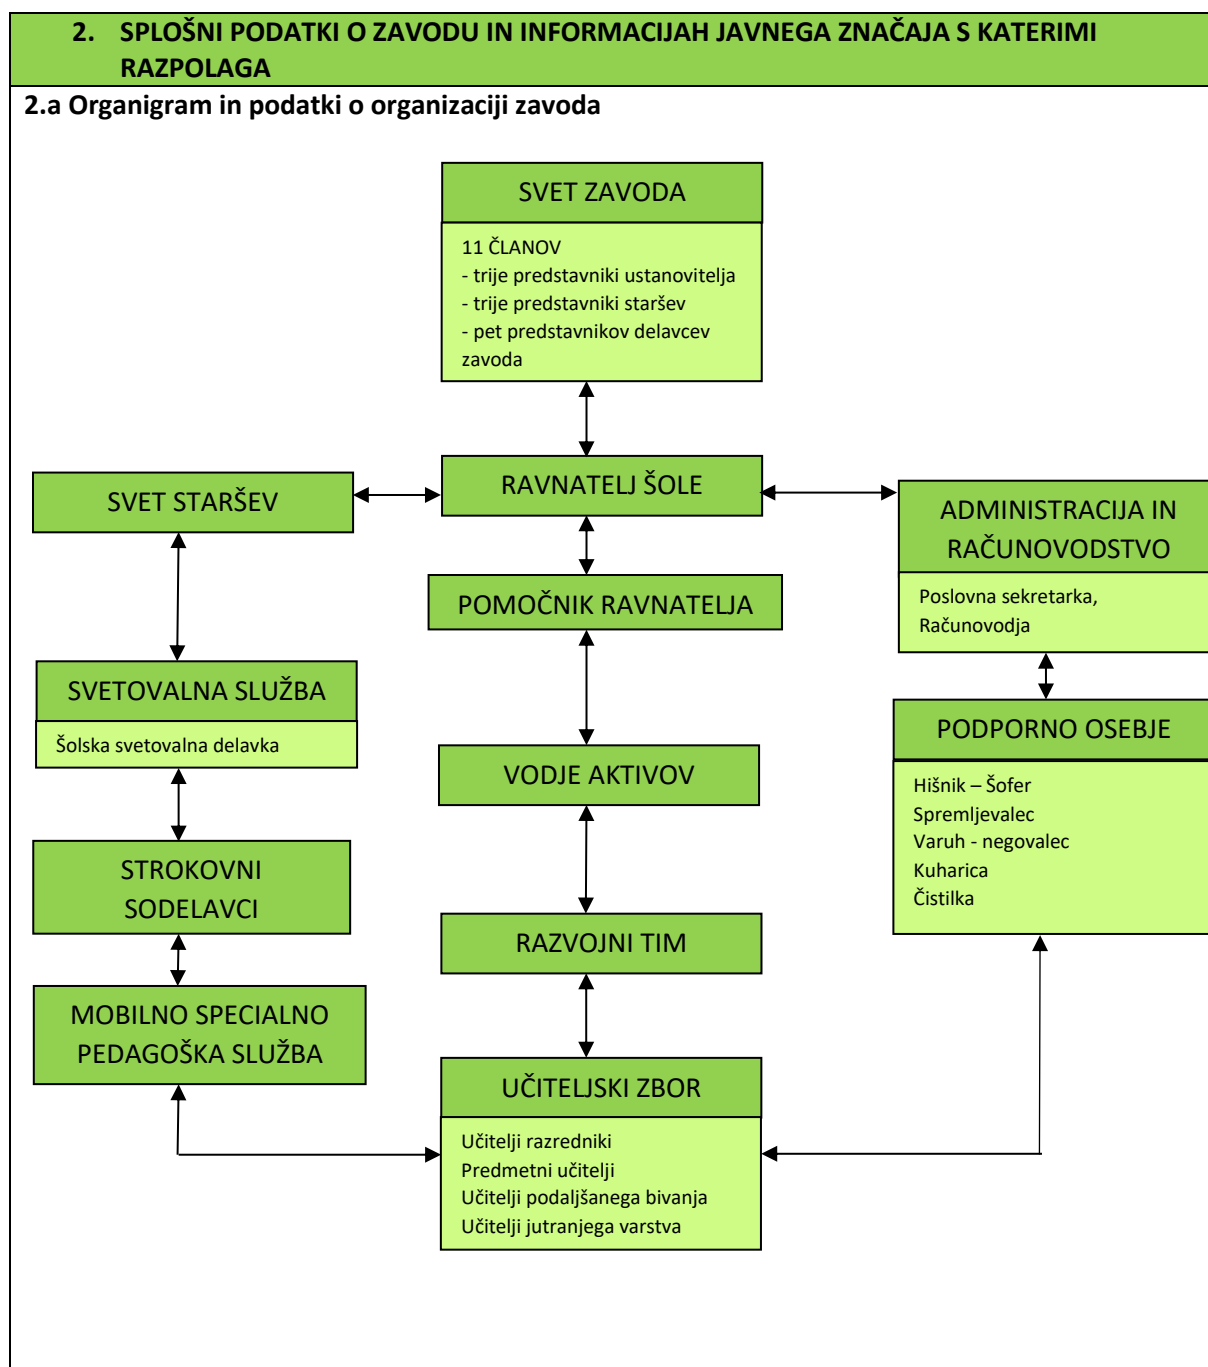 2. SPLOŠNI PODATKI O ZAVODU IN INFORMACIJAH JAVNEGA ZNAČAJA S KATERIMI
RAZPOLAGA
2.a Organigram in podatki o organizaciji zavoda
SVET ZAVODA
11 ČLANOV
- trije predstavniki ustanovitelja
- trije predstavniki staršev
- pet predstavnikov delavcev
zavoda
SVET STARŠEV
RAVNATELJ ŠOLE
ADMINISTRACIJA IN
RAČUNOVODSTVO
Poslovna sekretarka,
Računovodja
POMOČNIK RAVNATELJA
SVETOVALNA SLUŽBA
Šolska svetovalna delavka
VODJE AKTIVOV
PODPORNO OSEBJE
Hišnik – Šofer
Spremljevalec
Varuh - negovalec
Kuharica
Čistilka
STROKOVNI
SODELAVCI
RAZVOJNI TIM
MOBILNO SPECIALNO
PEDAGOŠKA SLUŽBA
UČITELJSKI ZBOR
Učitelji razredniki
Predmetni učitelji
Učitelji podaljšanega bivanja
Učitelji jutranjega varstva